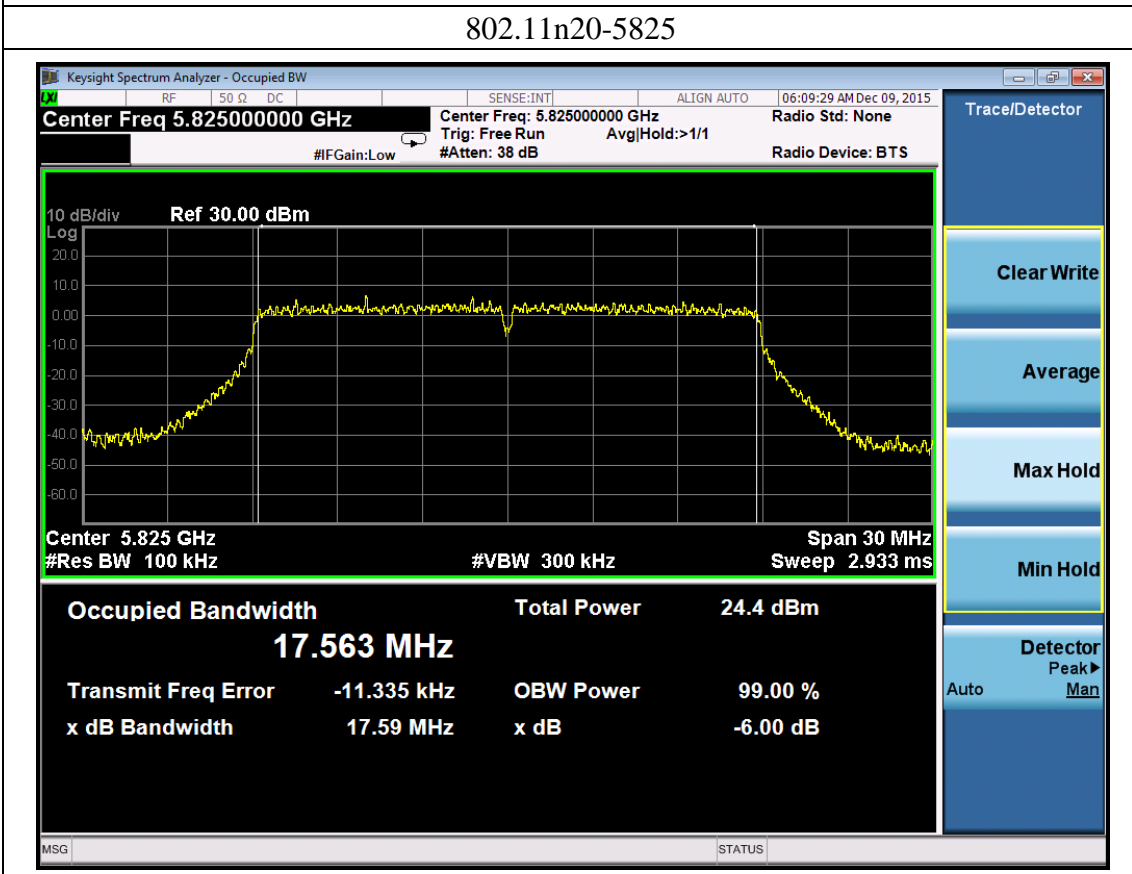 802.11n20-5825
Keysight Spectrum Analyzer - Occupied BW
LXI RF 50 Ω DC SENSE:INT ALIGN AUTO 06:09:29 AM Dec 09, 2015
Center Freq 5.825000000 GHz
Center Freq: 5.825000000 GHz
Radio Std: None
Trig: Free Run Avg|Hold:>1/1
#IFGain:Low #Atten: 38 dB Radio Device: BTS
Trace/Detector
10 dB/div Ref 30.00 dBm
Log
20.0
10.0
0.00
-10.0
-20.0
-30.0
-40.0
-50.0
-60.0
Center 5.825 GHz Span 30 MHz
#Res BW 100 kHz #VBW 300 kHz Sweep 2.933 ms
Clear Write
Average
Max Hold
Min Hold
Detector
Peak▶
Auto Man
Occupied Bandwidth Total Power 24.4 dBm
17.563 MHz
Transmit Freq Error -11.335 kHz OBW Power 99.00 %
x dB Bandwidth 17.59 MHz x dB -6.00 dB
MSG STATUS